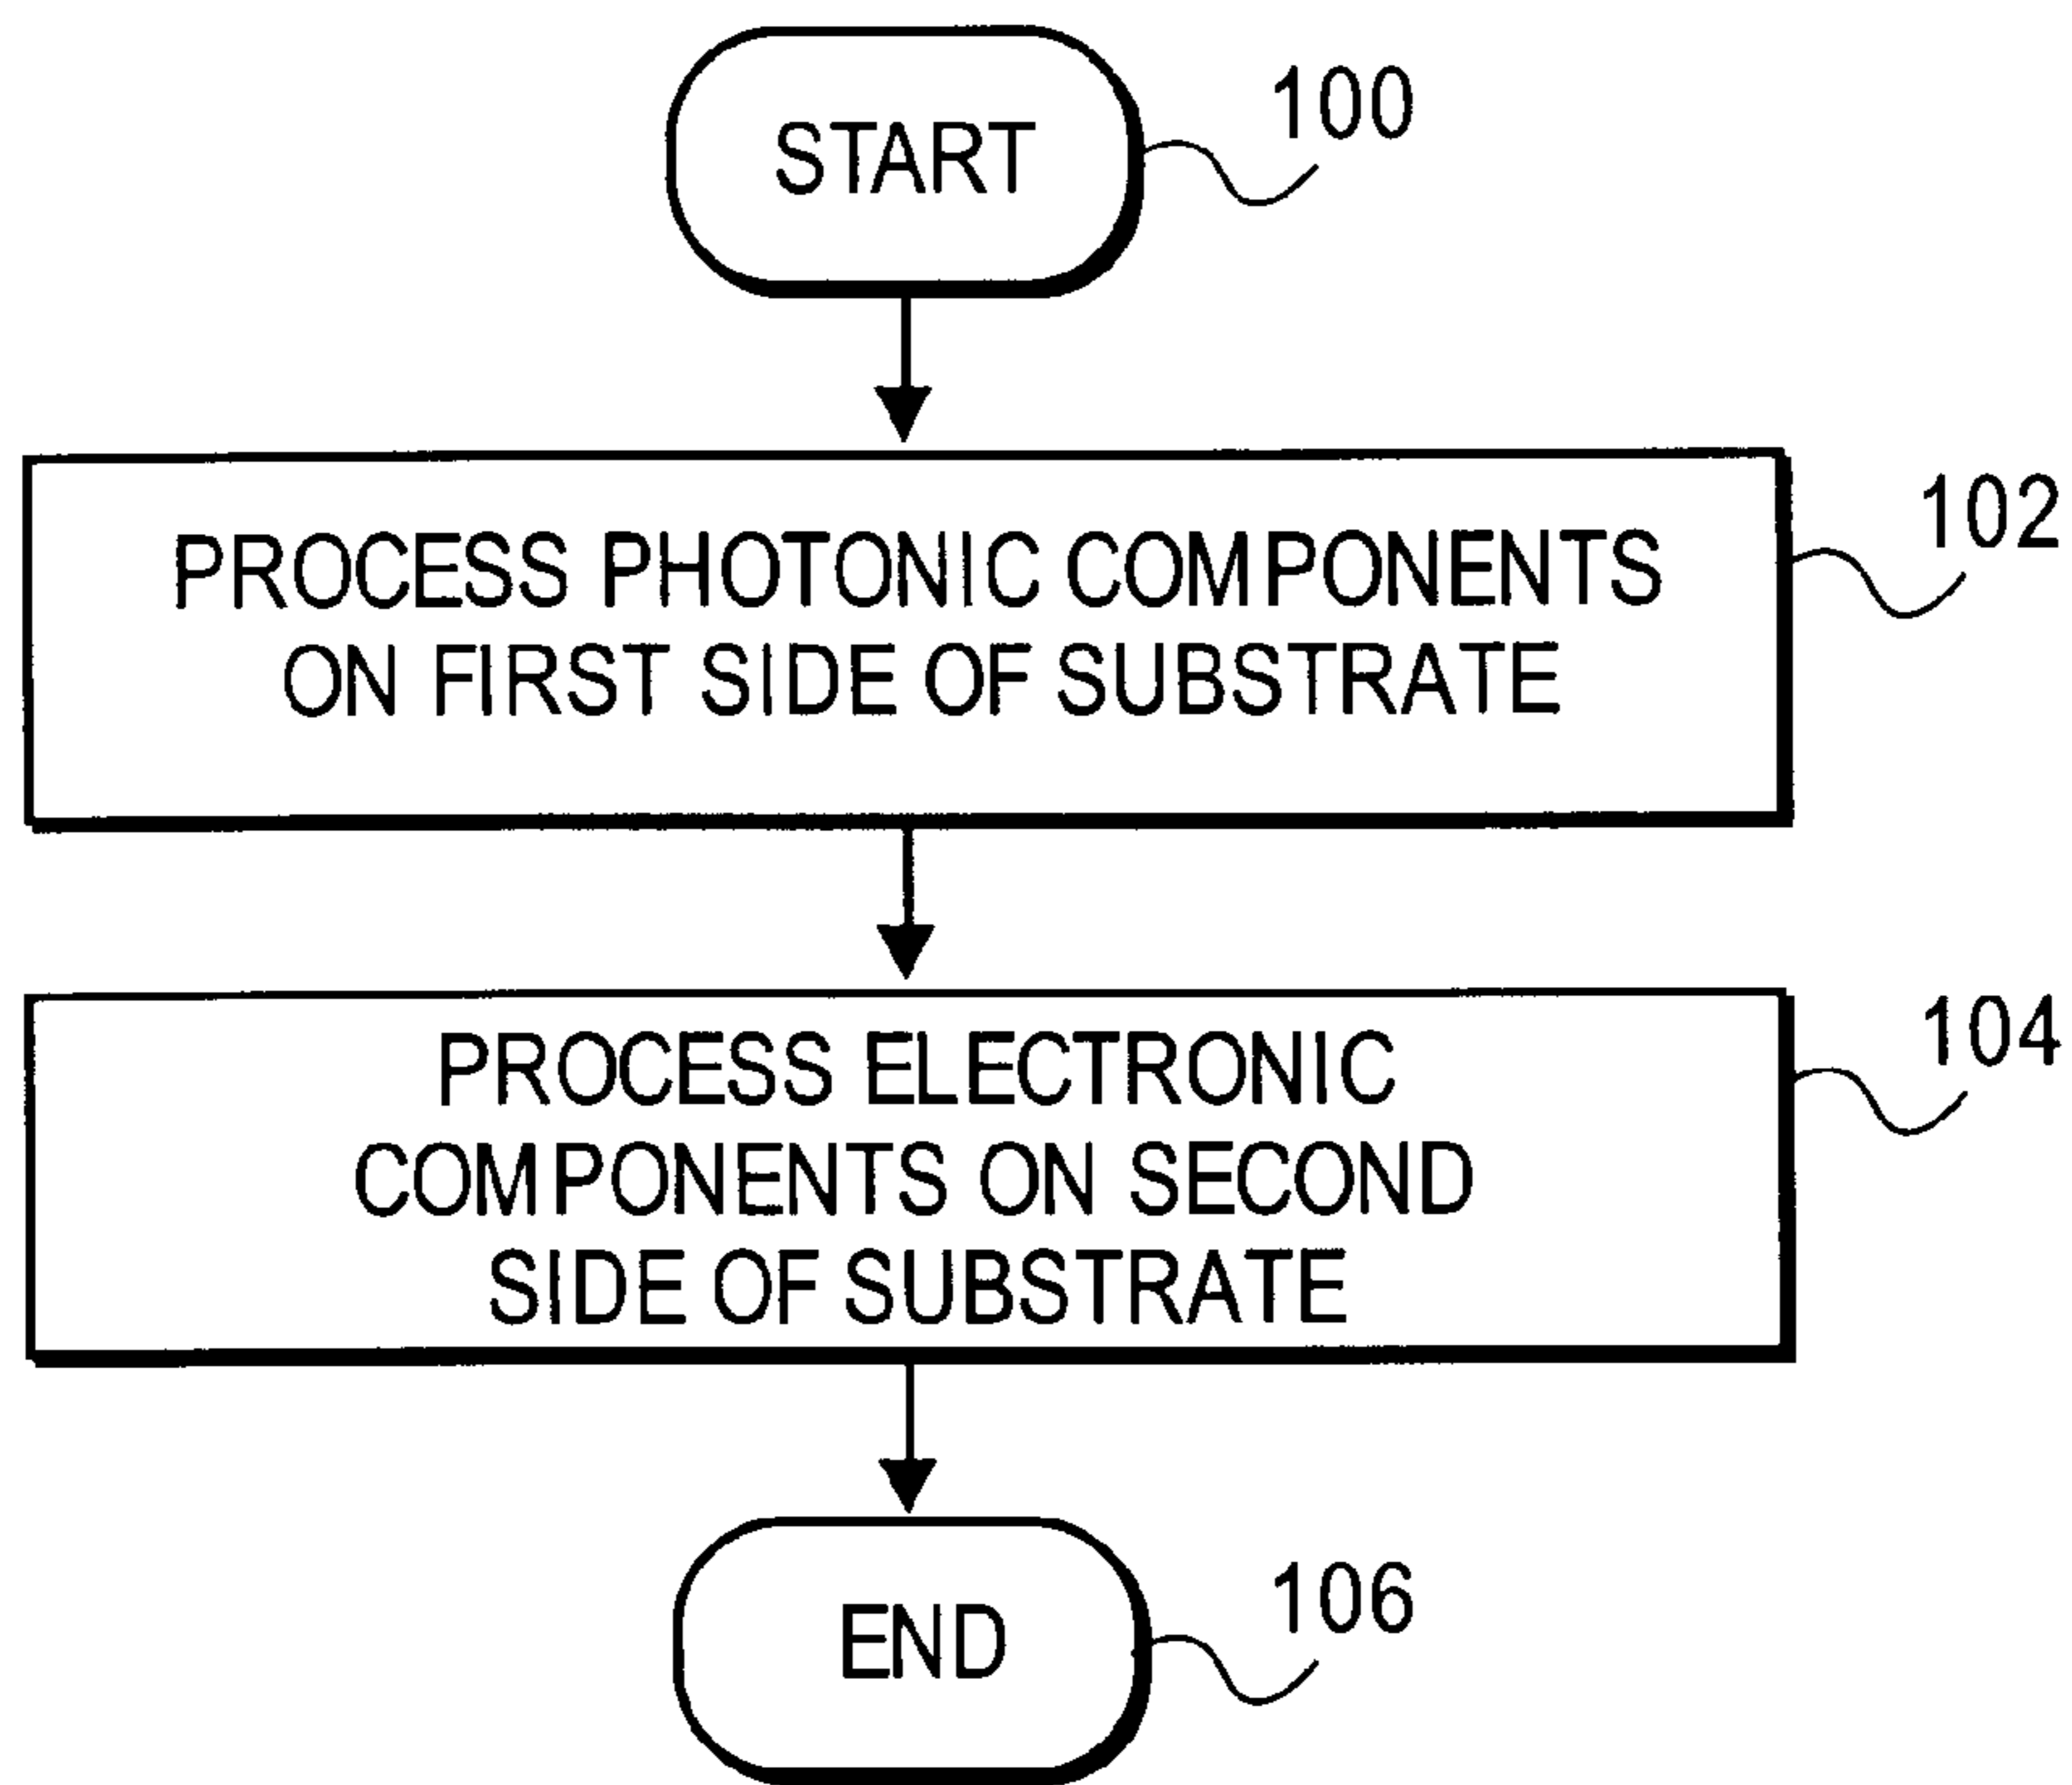 START
100
PROCESS PHOTONIC COMPONENTS
ON FIRST SIDE OF SUBSTRATE
102
PROCESS ELECTRONIC
COMPONENTS ON SECOND
SIDE OF SUBSTRATE
104
END
106